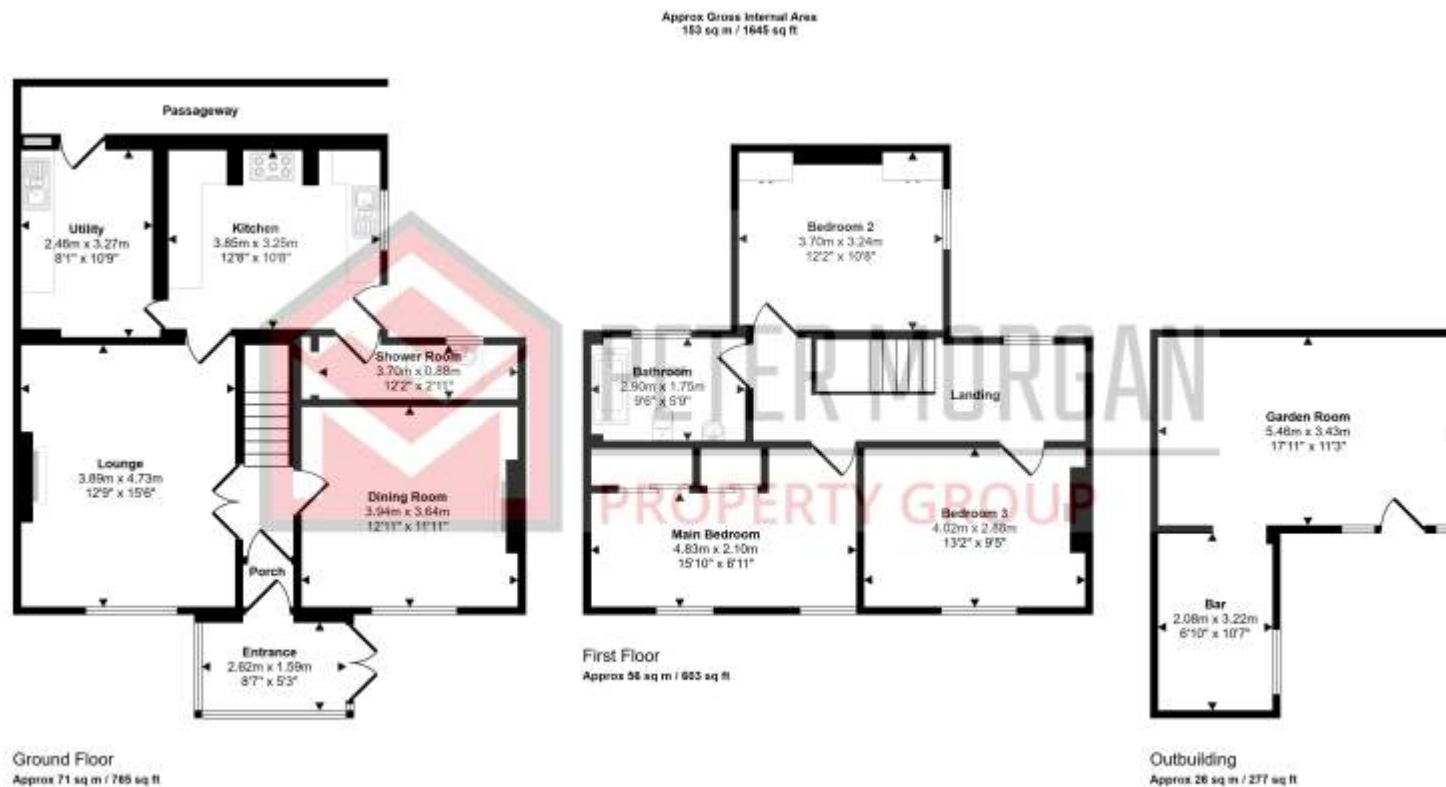 Approx Gross Internal Area
153 sq m / 1645 sq ft
Passageway
Utility
2.46m x 3.27m
8'1" x 10'9"
Kitchen
3.85m x 3.25m
12'8" x 10'8"
Shower Room
3.70m x 0.88m
12'2" x 2'11"
Lounge
3.89m x 4.73m
12'9" x 15'6"
Dining Room
3.94m x 3.64m
12'11" x 11'11"
Porch
Entrance
2.62m x 1.59m
8'7" x 5'3"
Ground Floor
Approx 71 sq m / 765 sq ft
Bedroom 2
3.70m x 3.24m
12'2" x 10'8"
Bathroom
2.90m x 1.75m
9'6" x 5'9"
Landing
Main Bedroom
4.83m x 2.10m
15'10" x 6'11"
Bedroom 3
4.02m x 2.88m
13'2" x 9'5"
First Floor
Approx 56 sq m / 603 sq ft
Garden Room
5.46m x 3.43m
17'11" x 11'3"
Bar
2.08m x 3.22m
6'10" x 10'7"
Outbuilding
Approx 26 sq m / 277 sq ft
PETER MORGAN
PROPERTY GROUP